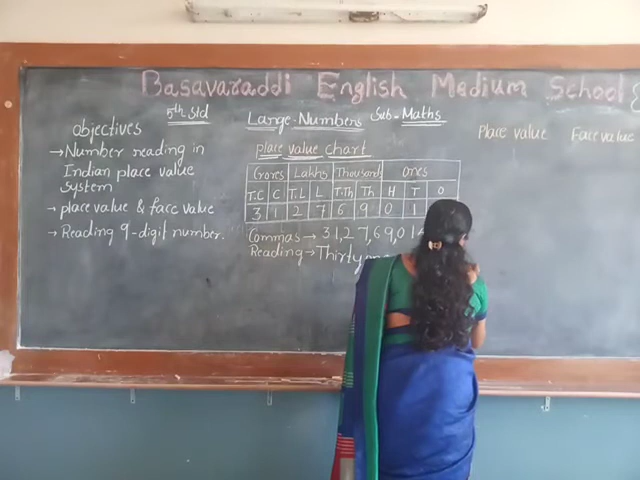 Basavaraddi English Medium School
5th Std Large-Numbers Sub-Maths
objectives
→Number reading in
Indian place value
system
→ place value & face value
→ Reading 9-digit number.
place value chart
Crores Lakhs Thousand Ones
T.C C T.L L T.Th Th H T O
3 1 2 7 6 9 0 1
Commas → 31,27,69,01
Reading → Thirty one
Place value Face value